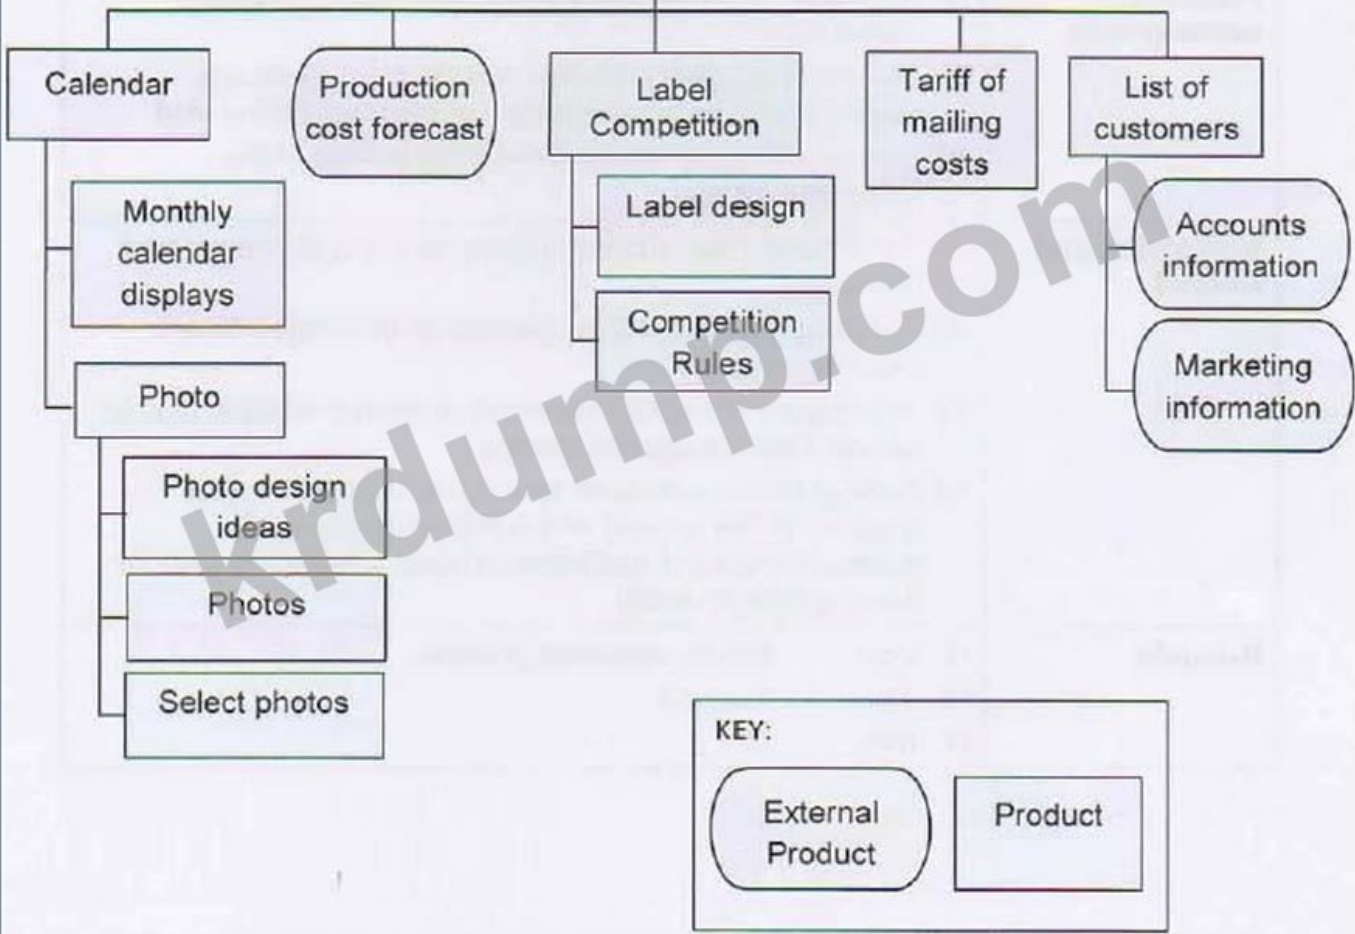 Calendar
Production
cost forecast
Label
Competition
Tariff of
mailing
costs
List of
customers
Monthly
calendar
displays
Label design
Accounts
information
Competition
Rules
Marketing
information
Photo
Photo design
ideas
Photos
Select photos
KEY:
External
Product
Product
krdump.com